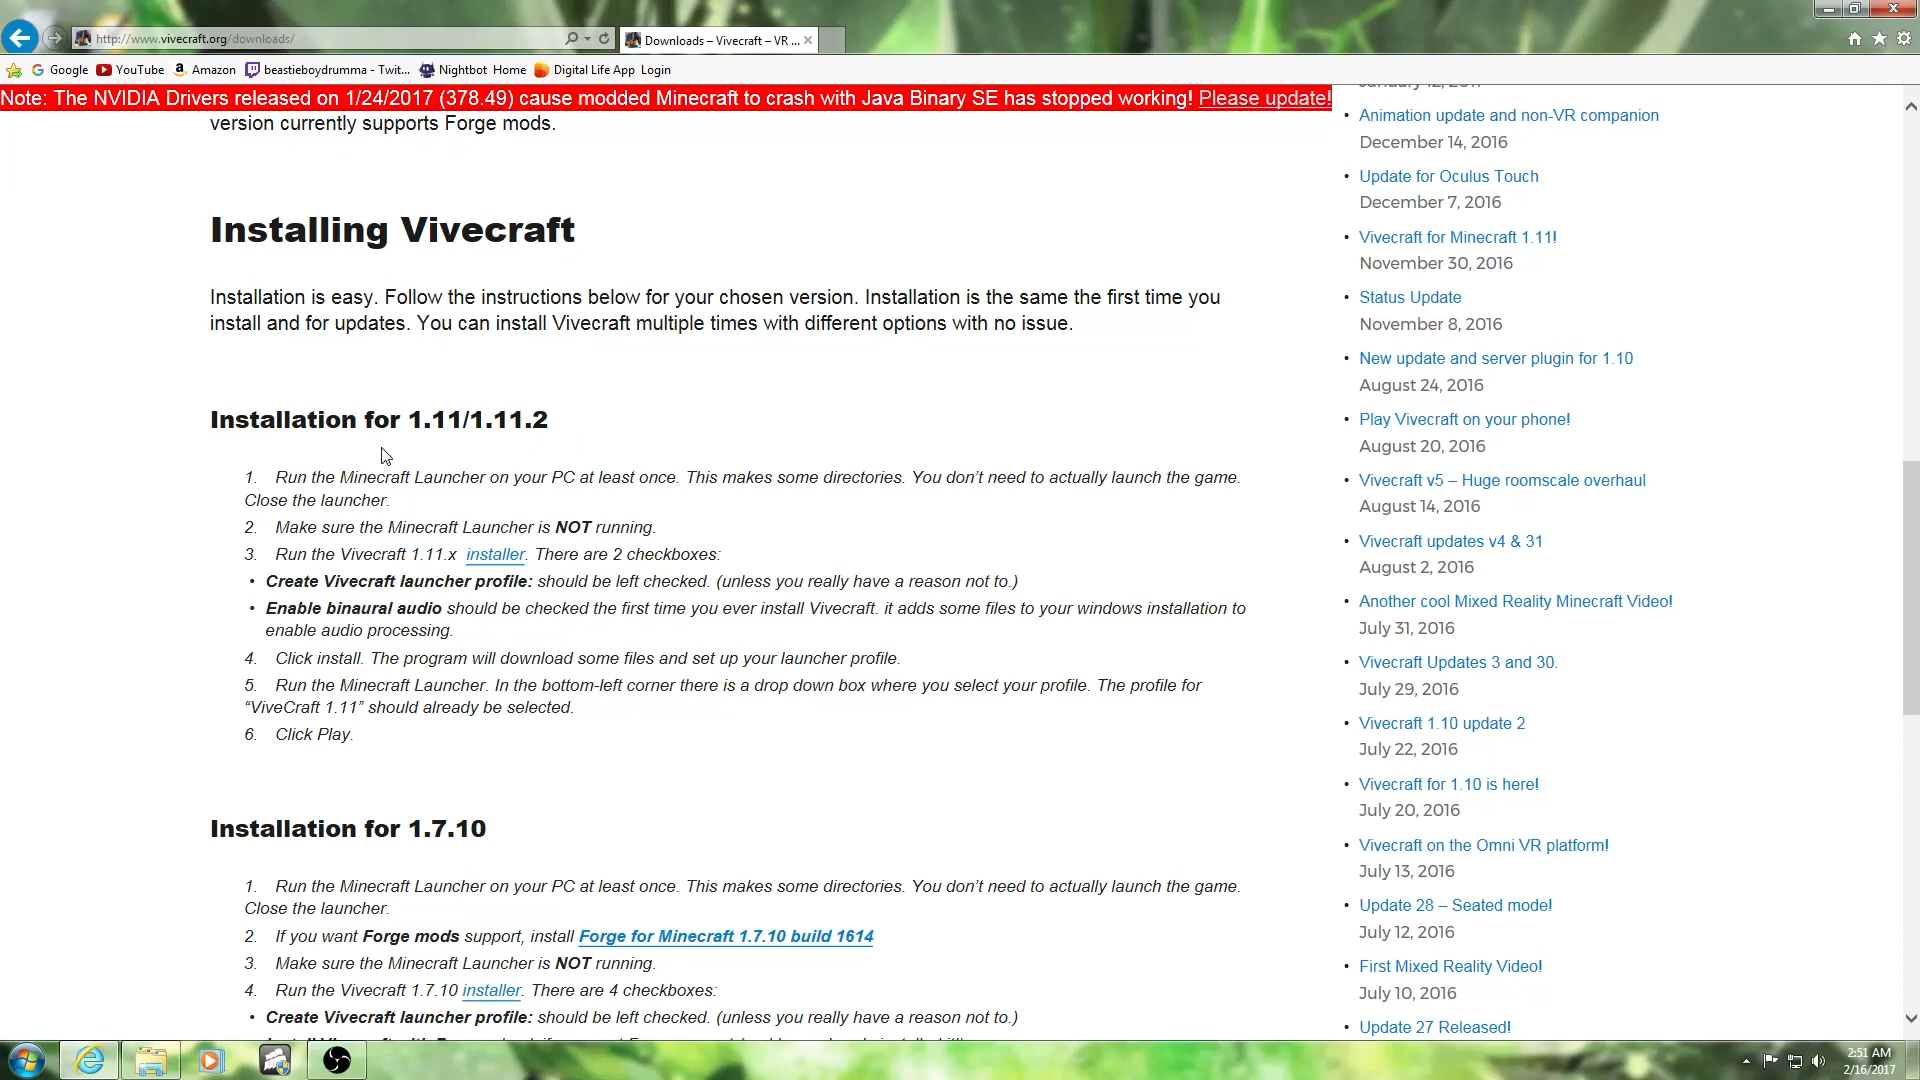 http://www.vivecraft.org/downloads/
Downloads – Vivecraft – VR ...
Google YouTube Amazon beastieboydrumma - Twit... Nightbot Home Digital Life App Login
Note: The NVIDIA Drivers released on 1/24/2017 (378.49) cause modded Minecraft to crash with Java Binary SE has stopped working! Please update!
version currently supports Forge mods.
Installing Vivecraft
Installation is easy. Follow the instructions below for your chosen version. Installation is the same the first time you
install and for updates. You can install Vivecraft multiple times with different options with no issue.
Installation for 1.11/1.11.2
1. Run the Minecraft Launcher on your PC at least once. This makes some directories. You don’t need to actually launch the game.
Close the launcher.
2. Make sure the Minecraft Launcher is NOT running.
3. Run the Vivecraft 1.11.x installer. There are 2 checkboxes:
• Create Vivecraft launcher profile: should be left checked. (unless you really have a reason not to.)
• Enable binaural audio should be checked the first time you ever install Vivecraft. it adds some files to your windows installation to
enable audio processing.
4. Click install. The program will download some files and set up your launcher profile.
5. Run the Minecraft Launcher. In the bottom-left corner there is a drop down box where you select your profile. The profile for
“ViveCraft 1.11” should already be selected.
6. Click Play.
Installation for 1.7.10
1. Run the Minecraft Launcher on your PC at least once. This makes some directories. You don’t need to actually launch the game.
Close the launcher.
2. If you want Forge mods support, install Forge for Minecraft 1.7.10 build 1614
3. Make sure the Minecraft Launcher is NOT running.
4. Run the Vivecraft 1.7.10 installer. There are 4 checkboxes:
• Create Vivecraft launcher profile: should be left checked. (unless you really have a reason not to.)
• Animation update and non-VR companion
December 14, 2016
• Update for Oculus Touch
December 7, 2016
• Vivecraft for Minecraft 1.11!
November 30, 2016
• Status Update
November 8, 2016
• New update and server plugin for 1.10
August 24, 2016
• Play Vivecraft on your phone!
August 20, 2016
• Vivecraft v5 – Huge roomscale overhaul
August 14, 2016
• Vivecraft updates v4 & 31
August 2, 2016
• Another cool Mixed Reality Minecraft Video!
July 31, 2016
• Vivecraft Updates 3 and 30.
July 29, 2016
• Vivecraft 1.10 update 2
July 22, 2016
• Vivecraft for 1.10 is here!
July 20, 2016
• Vivecraft on the Omni VR platform!
July 13, 2016
• Update 28 – Seated mode!
July 12, 2016
• First Mixed Reality Video!
July 10, 2016
• Update 27 Released!
2:51 AM
2/16/2017